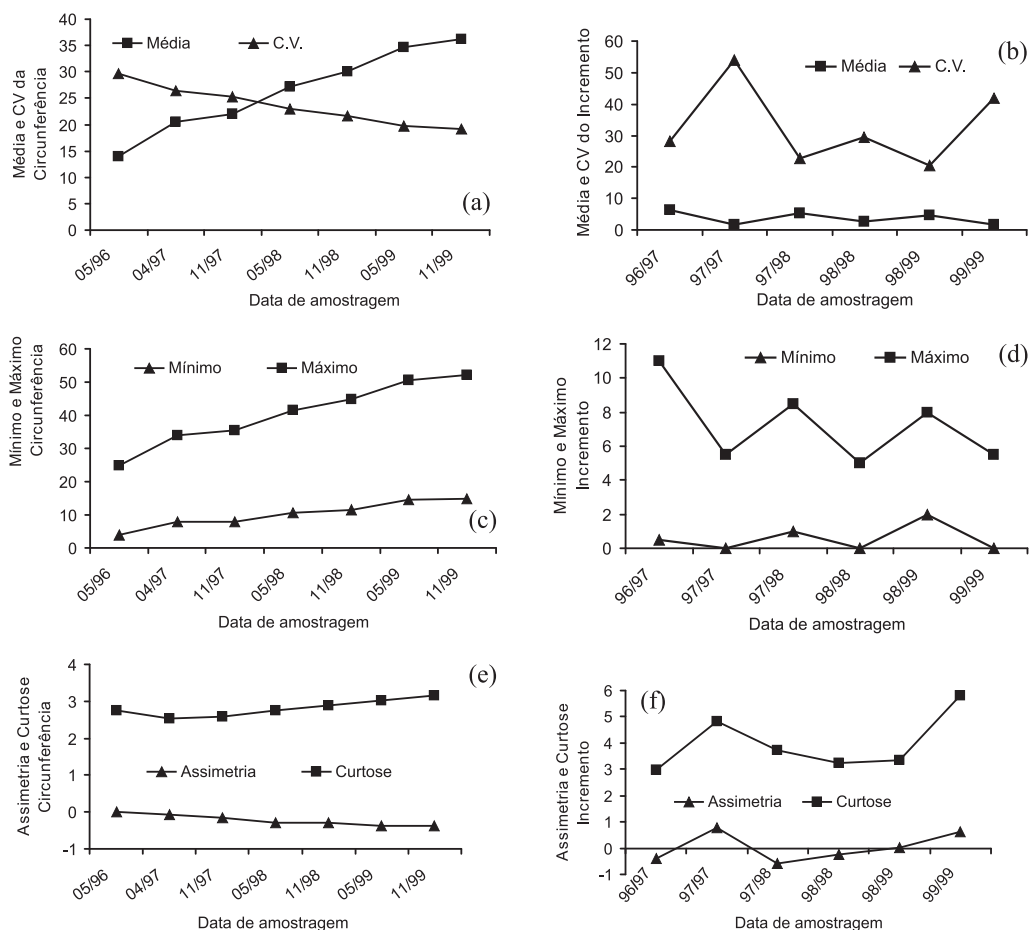 40
35
30
25
20
15
10
5
0
Média e CV da
Circunferência
Média
C.V.
(a)
05/96
04/97
11/97
05/98
11/98
05/99
11/99
Data de amostragem
60
50
40
30
20
10
0
Média e CV do Incremento
Média
C.V.
(b)
96/97
97/97
97/98
98/98
98/99
99/99
Data de amostragem
60
50
40
30
20
10
0
Mínimo e Máximo
Circunferência
Mínimo
Máximo
(c)
05/96
04/97
11/97
05/98
11/98
05/99
11/99
Data de amostragem
12
10
8
6
4
2
0
Mínimo e Máximo
Incremento
Mínimo
Máximo
(d)
96/97
97/97
97/98
98/98
98/99
99/99
Data de amostragem
4
3
2
1
0
-1
Assimetria e Curtose
Circunferência
Assimetria
Curtose
(e)
05/96
04/97
11/97
05/98
11/98
05/99
11/99
Data de amostragem
6
5
4
3
2
1
0
-1
Assimetria e Curtose
Incremento
Assimetria
Curtose
(f)
96/97
97/97
97/98
98/98
98/99
99/99
Data de amostragem